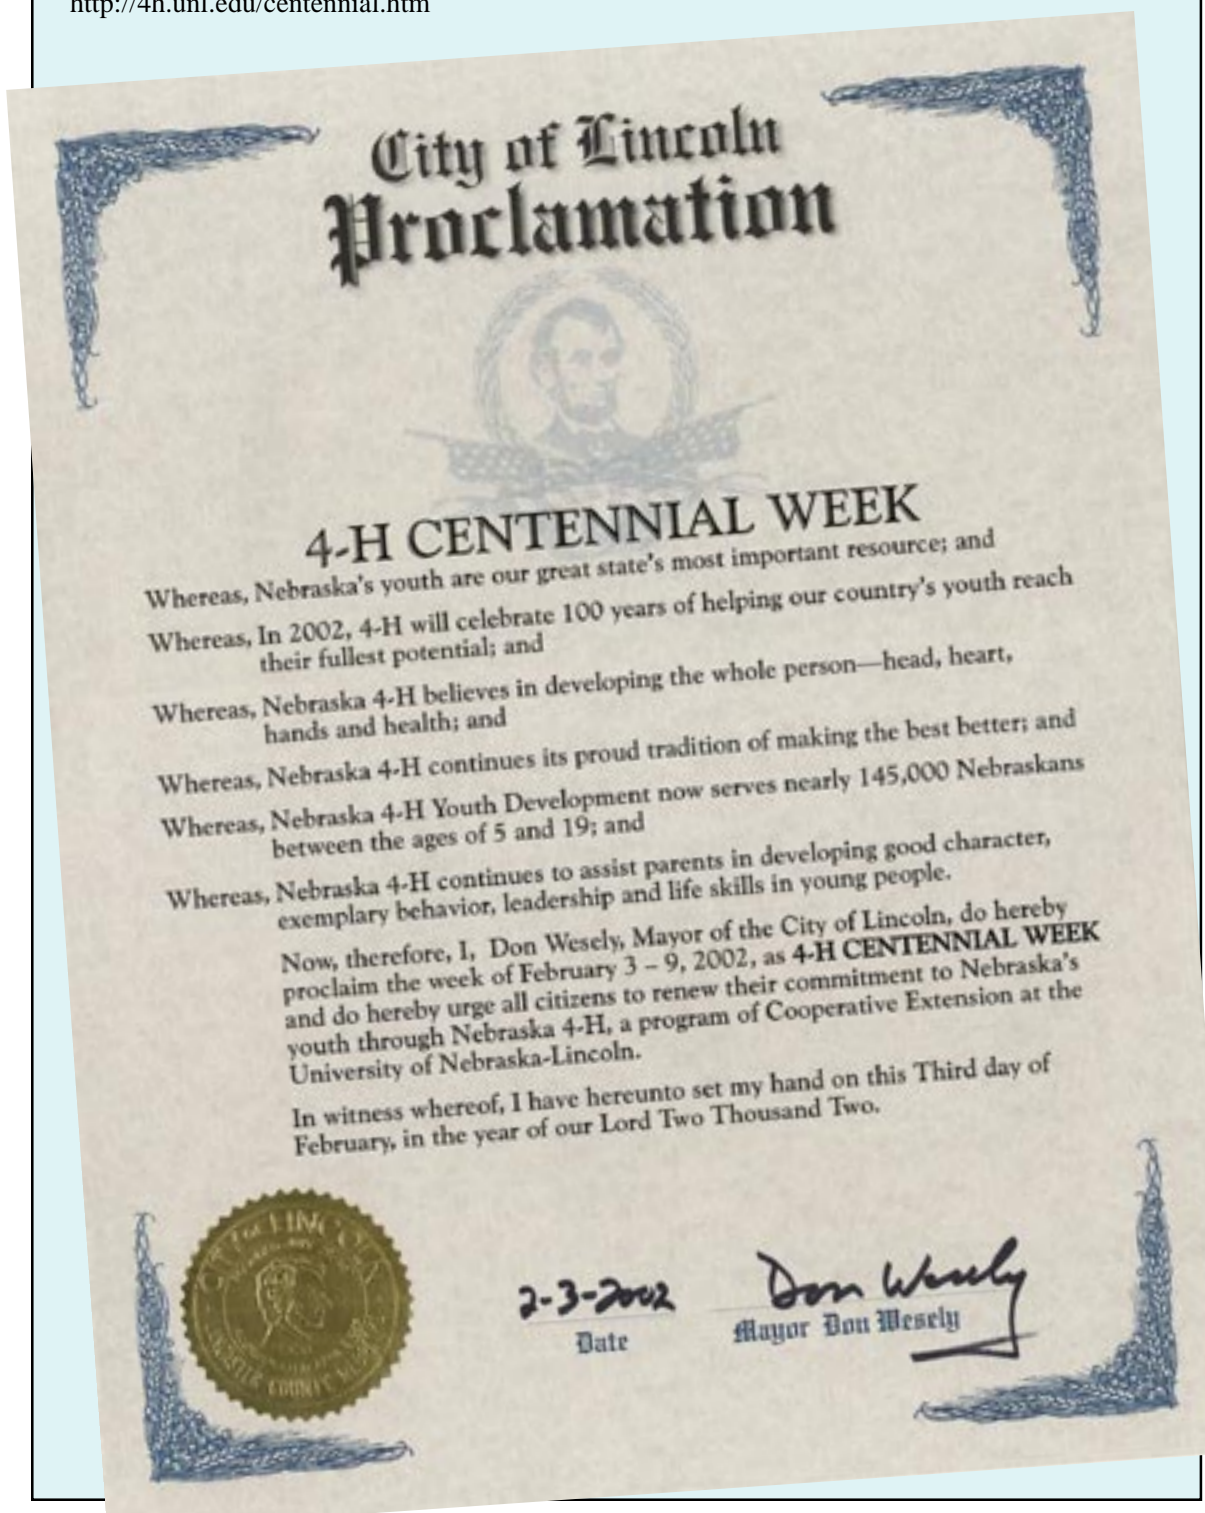 http://4h.unl.edu/centennial.htm
City of Lincoln
Proclamation
4-H CENTENNIAL WEEK
Whereas, Nebraska's youth are our great state's most important resource; and
Whereas, In 2002, 4-H will celebrate 100 years of helping our country's youth reach
their fullest potential; and
Whereas, Nebraska 4-H believes in developing the whole person—head, heart,
hands and health; and
Whereas, Nebraska 4-H continues its proud tradition of making the best better; and
Whereas, Nebraska 4-H Youth Development now serves nearly 145,000 Nebraskans
between the ages of 5 and 19; and
Whereas, Nebraska 4-H continues to assist parents in developing good character,
exemplary behavior, leadership and life skills in young people.
Now, therefore, I, Don Wesely, Mayor of the City of Lincoln, do hereby
proclaim the week of February 3 – 9, 2002, as 4-H CENTENNIAL WEEK
and do hereby urge all citizens to renew their commitment to Nebraska's
youth through Nebraska 4-H, a program of Cooperative Extension at the
University of Nebraska-Lincoln.
In witness whereof, I have hereunto set my hand on this Third day of
February, in the year of our Lord Two Thousand Two.
CITY OF LINCOLN
COUNTY
2-3-2002
Don Wesely
Date
Mayor Don Wesely